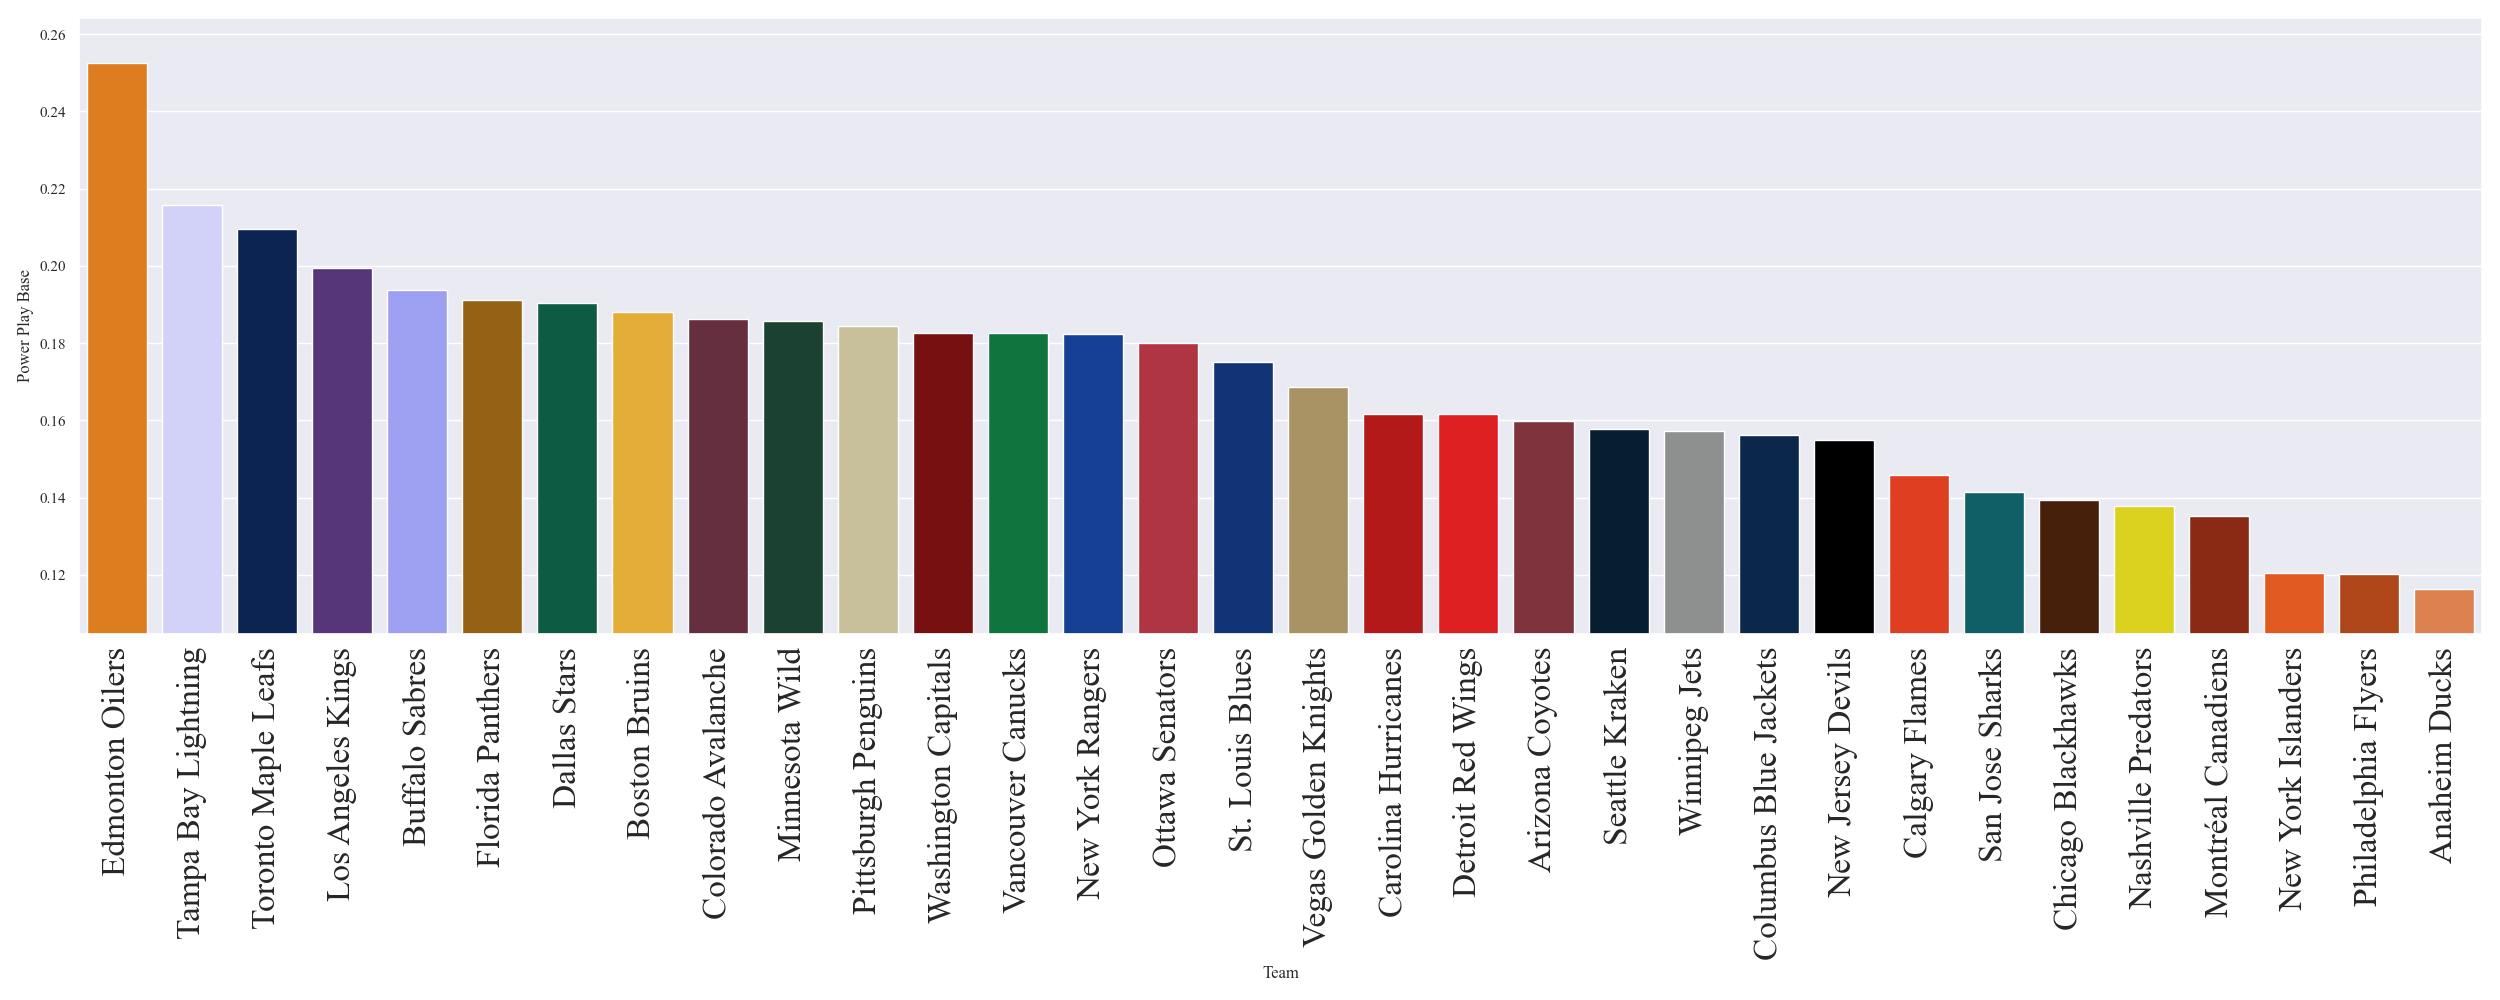 0.26
0.24
0.22
0.20
0.18
0.16
0.14
0.12
Power Play Base
Edmonton Oilers
Tampa Bay Lightning
Toronto Maple Leafs
Los Angeles Kings
Buffalo Sabres
Florida Panthers
Dallas Stars
Boston Bruins
Colorado Avalanche
Minnesota Wild
Pittsburgh Penguins
Washington Capitals
Vancouver Canucks
New York Rangers
Ottawa Senators
St. Louis Blues
Vegas Golden Knights
Carolina Hurricanes
Detroit Red Wings
Arizona Coyotes
Seattle Kraken
Winnipeg Jets
Columbus Blue Jackets
New Jersey Devils
Calgary Flames
San Jose Sharks
Chicago Blackhawks
Nashville Predators
Montréal Canadiens
New York Islanders
Philadelphia Flyers
Anaheim Ducks
Team